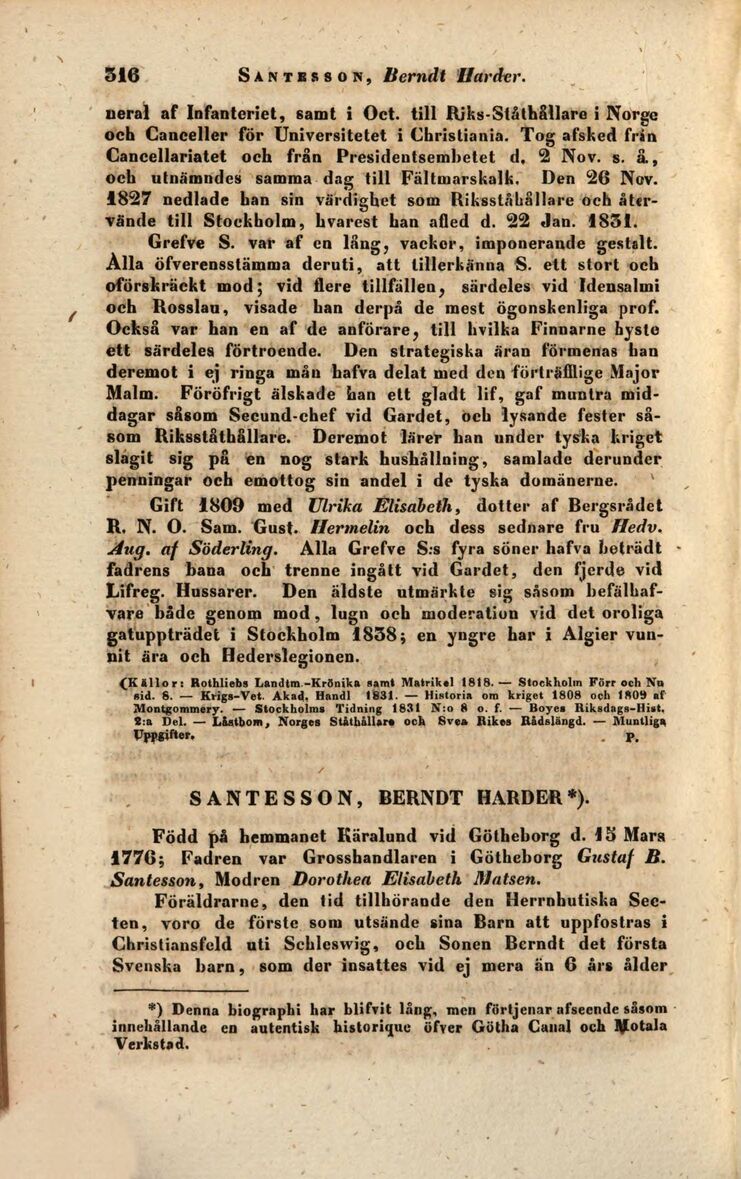 316 SANTESSON, Berndt Harder.
neral af Infanteriet, samt i Oct. till Riks-Ståthållare i Norge
och Canceller för Universitetet i Christiania. Tog afsked från
Cancellariatet och från Presidentsembetet d. 2 Nov. s. å.,
och utnämndes samma dag till Fältmarskalk. Den 26 Nov.
1827 nedlade han sin värdighet som Riksståhållare och åter-
vände till Stockholm, hvarest han afled d. 22 Jan. 1831.
Grefve S. var af en lång, vacker, imponerande gestalt.
Alla öfverensstämma deruti, att tillerkänna S. ett stort och
oförskräckt mod; vid flere tillfällen, särdeles vid Idensalmi
och Rosslau, visade han derpå de mest ögonskenliga prof.
Också var han en af de anförare, till hvilka Finnarne hyste
ett särdeles förtroende. Den strategiska äran förmenas han
deremot i ej ringa mån hafva delat med den förträfflige Major
Malm. Föröfrigt älskade han ett gladt lif, gaf muntra mid-
dagar såsom Secund-chef vid Gardet, och lysande fester så-
som Riksståthållare. Deremot lärer han under tyska kriget
slagit sig på en nog stark hushållning, samlade derunder
penningar och emottog sin andel i de tyska domänerne.
Gift 1809 med Ulrika Elisabeth, dotter af Bergsrådet
R. N. O. Sam. Gust. Hermelin och dess sednare fru Hedv.
Aug. af Söderling. Alla Grefve S:s fyra söner hafva beträdt
fadrens bana och trenne ingått vid Gardet, den fjerde vid
Lifreg. Hussarer. Den äldste utmärkte sig såsom befälhaf-
vare både genom mod, lugn och moderation vid det oroliga
gatuppträdet i Stockholm 1838; en yngre har i Algier vun-
nit ära och Hederslegionen.
(Källor: Rothliebs Landtm.-Krönika samt Matrikel 1818. — Stockholm Förr och Nu
sid. 8. — Krigs-Vet. Akad. Handl 1831. — Historia om kriget 1808 och 1809 af
Montgommery. — Stockholms Tidning 1831 N:o 8 o. f. — Boyes Riksdags-Hist.
2:a Del. — Låstbom, Norges Ståthållare och Svea Rikes Rådslängd. — Muntliga
Uppgifter. P.
SANTESSON, BERNDT HARDER*).
Född på hemmanet Käralund vid Götheborg d. 15 Mars
1776; Fadren var Grosshandlaren i Götheborg Gustaf B.
Santesson, Modren Dorothea Elisabeth Matsen.
Föräldrarne, den tid tillhörande den Herrnhutiska Sec-
ten, voro de förste som utsände sina Barn att uppfostras i
Christiansfeld uti Schleswig, och Sonen Berndt det första
Svenska barn, som der insattes vid ej mera än 6 års ålder
*) Denna biographi har blifvit lång, men förtjenar afseende såsom
innehållande en autentisk historique öfver Götha Canal och Motala
Verkstad.